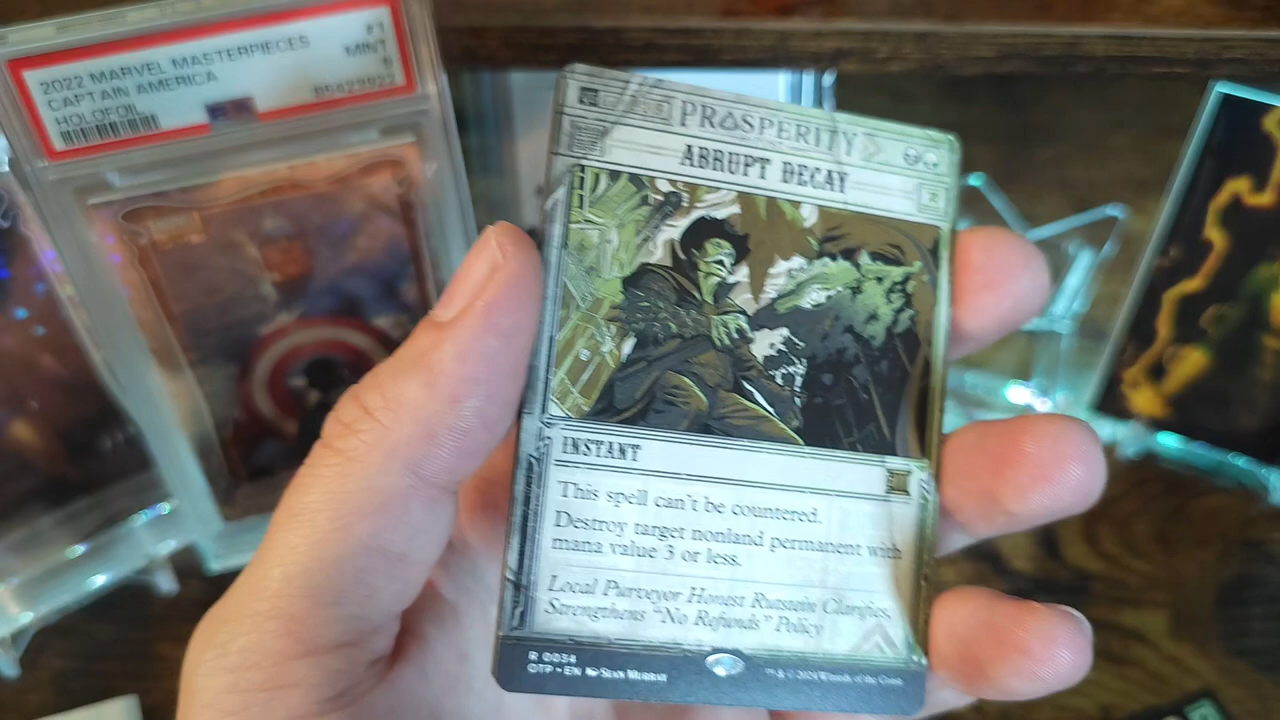 2022 MARVEL MASTERPIECES
CAPTAIN AMERICA
HOLOFOIL
#1
MINT
9
85423922
PROSPERITY
ABRUPT DECAY
INSTANT
This spell can't be countered.
Destroy target nonland permanent with
mana value 3 or less.
Local Purveyor Honest Rutstein Clarifies,
Strengthens "No Refunds" Policy
R 0034
OTP • EN SEAN MURRAY
™ & © 2024 Wizards of the Coast